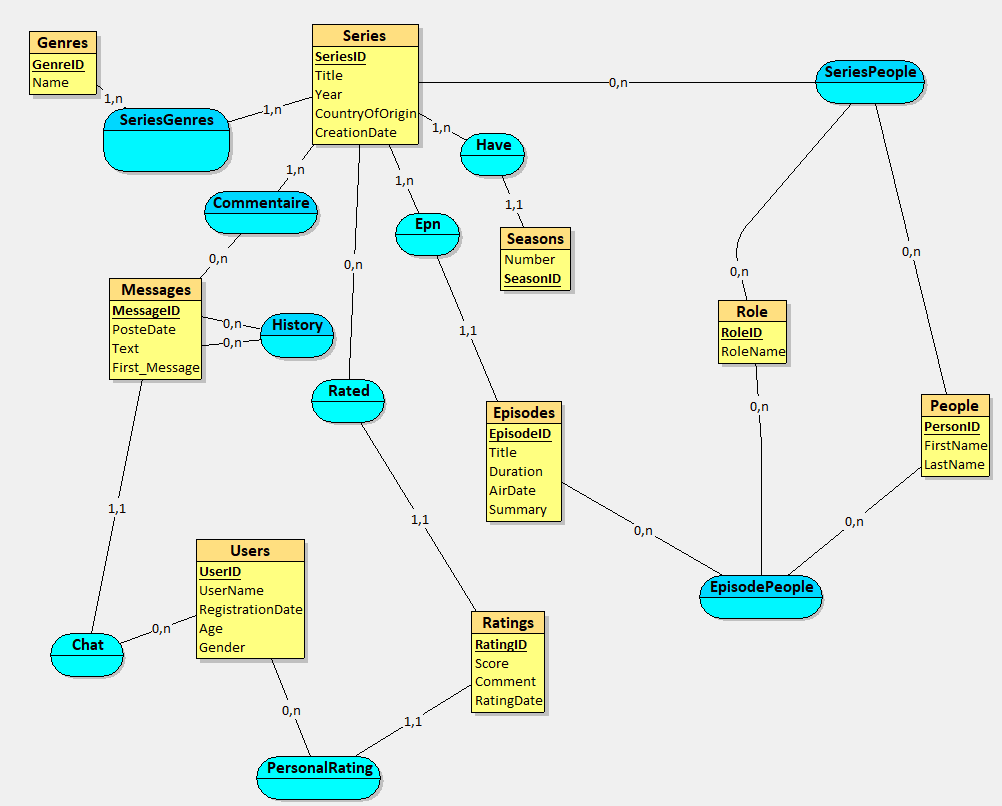 Genres
GenreID
Name
1,n
SeriesGenres
1,n
Series
SeriesID
Title
Year
CountryOfOrigin
CreationDate
0,n
SeriesPeople
1,n
Have
1,1
Seasons
Number
SeasonID
1,n
Commentaire
0,n
1,n
Epn
1,1
0,n
Rated
1,1
Messages
MessageID
PosteDate
Text
First_Message
0,n
0,n
History
0,n
Role
RoleID
RoleName
0,n
0,n
People
PersonID
FirstName
LastName
0,n
Episodes
EpisodeID
Title
Duration
AirDate
Summary
0,n
EpisodePeople
1,1
Chat
0,n
Users
UserID
UserName
RegistrationDate
Age
Gender
0,n
PersonalRating
1,1
Ratings
RatingID
Score
Comment
RatingDate